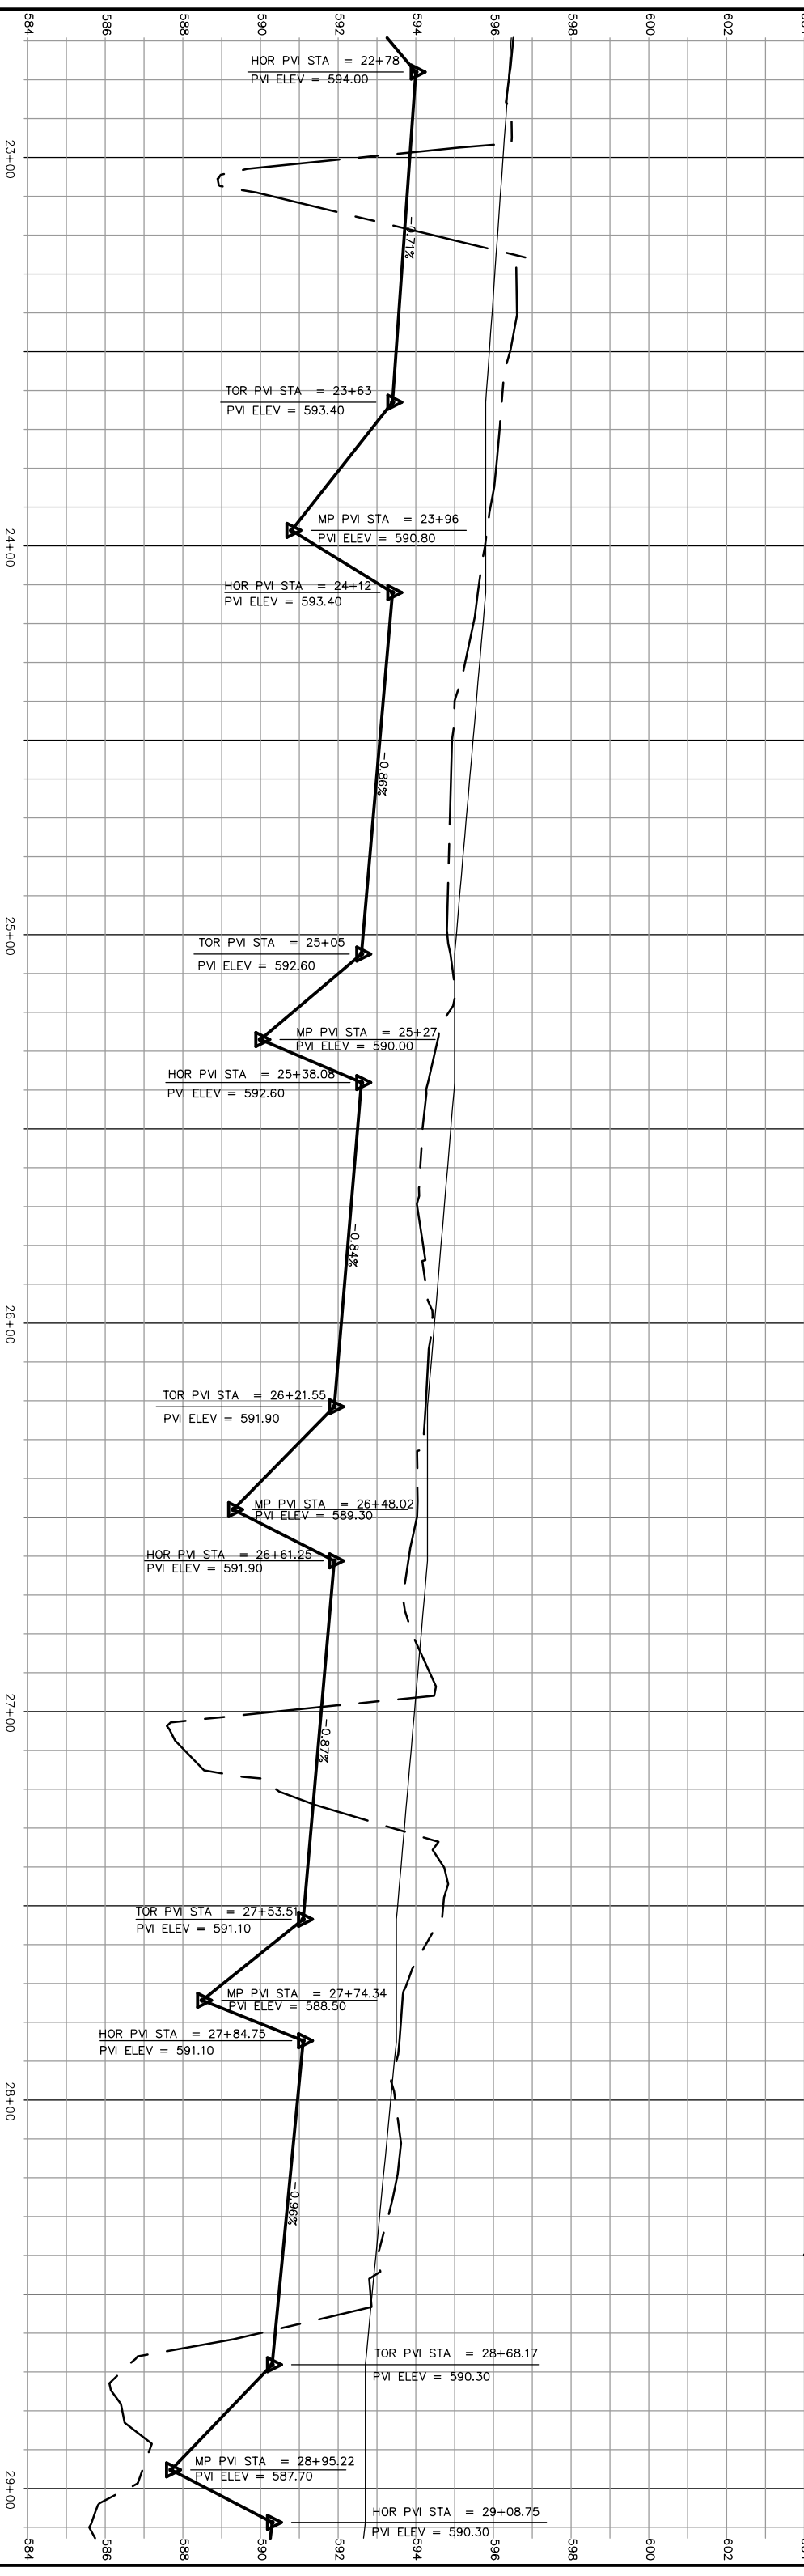 584
586
588
590
592
594
596
598
600
602
HOR PVI STA = 22+78
PVI ELEV = 594.00
23+00
-0.71%
TOR PVI STA = 23+63
PVI ELEV = 593.40
MP PVI STA = 23+96
PVI ELEV = 590.80
24+00
HOR PVI STA = 24+12
PVI ELEV = 593.40
-0.86%
25+00
TOR PVI STA = 25+05
PVI ELEV = 592.60
MP PVI STA = 25+27
PVI ELEV = 590.00
HOR PVI STA = 25+38.08
PVI ELEV = 592.60
-0.84%
26+00
TOR PVI STA = 26+21.55
PVI ELEV = 591.90
MP PVI STA = 26+48.02
PVI ELEV = 589.30
HOR PVI STA = 26+61.25
PVI ELEV = 591.90
27+00
-0.87%
TOR PVI STA = 27+53.51
PVI ELEV = 591.10
MP PVI STA = 27+74.34
PVI ELEV = 588.50
HOR PVI STA = 27+84.75
PVI ELEV = 591.10
28+00
-0.96%
TOR PVI STA = 28+68.17
PVI ELEV = 590.30
MP PVI STA = 28+95.22
PVI ELEV = 587.70
29+00
HOR PVI STA = 29+08.75
PVI ELEV = 590.30
584
586
588
590
592
594
596
598
600
602